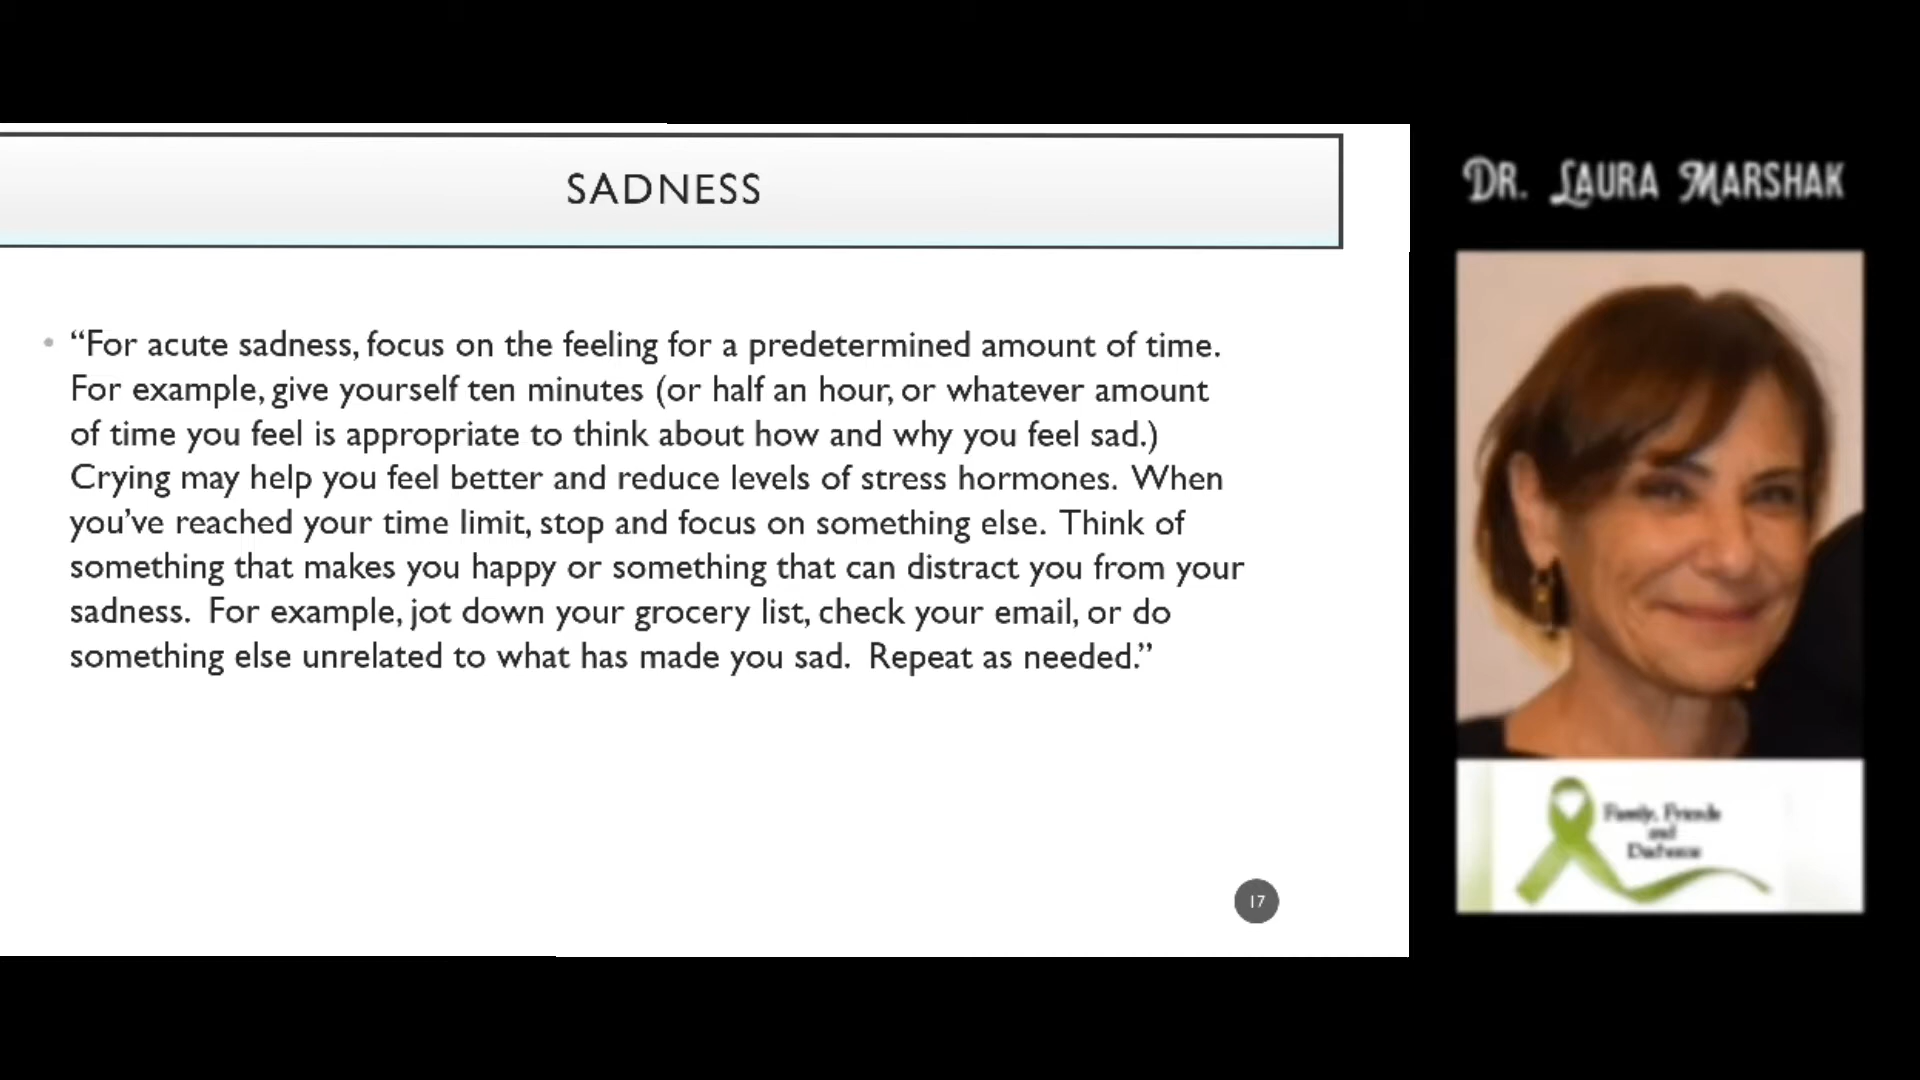 SADNESS
• “For acute sadness, focus on the feeling for a predetermined amount of time.
For example, give yourself ten minutes (or half an hour, or whatever amount
of time you feel is appropriate to think about how and why you feel sad.)
Crying may help you feel better and reduce levels of stress hormones. When
you’ve reached your time limit, stop and focus on something else. Think of
something that makes you happy or something that can distract you from your
sadness. For example, jot down your grocery list, check your email, or do
something else unrelated to what has made you sad. Repeat as needed.”
17
DR. LAURA MARSHAK
Family, Friends
and
Duchenne